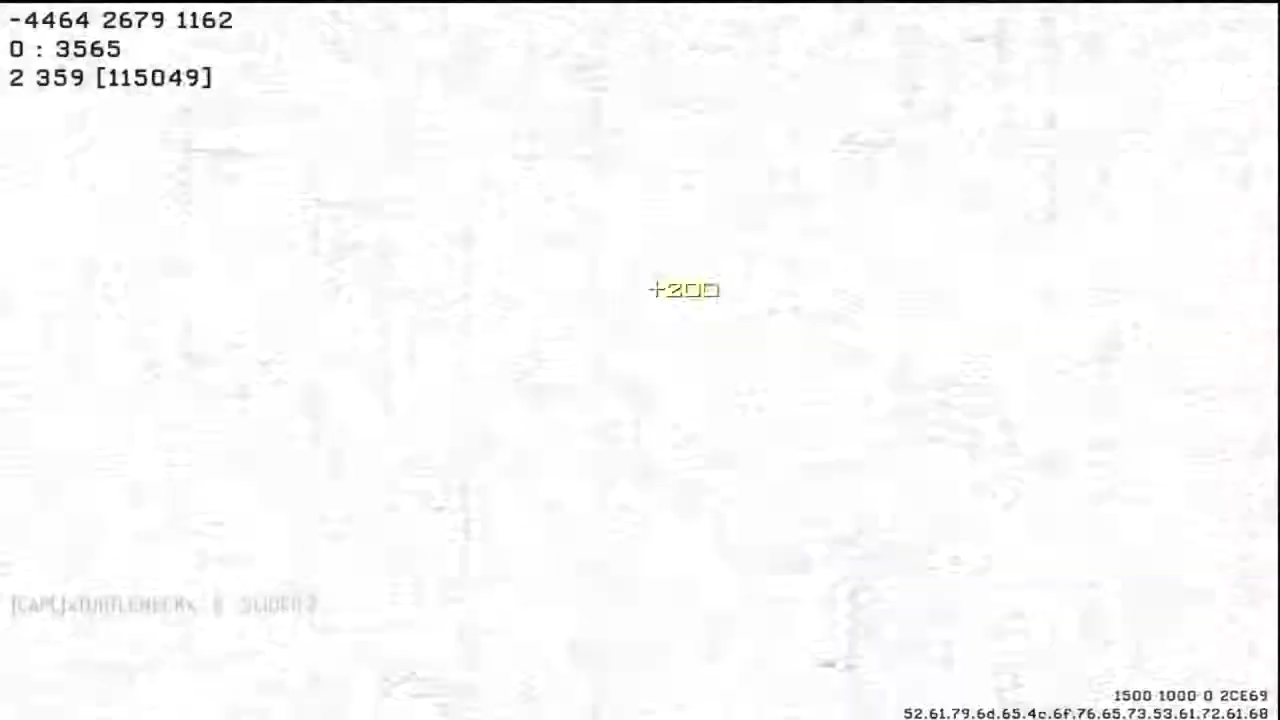 -4464 2679 1162
0 : 3565
2 359 [115049]
+200
1500 1000 0 2CE69
52.61.79.6d.65.4c.6f.76.65.73.53.61.72.61.68